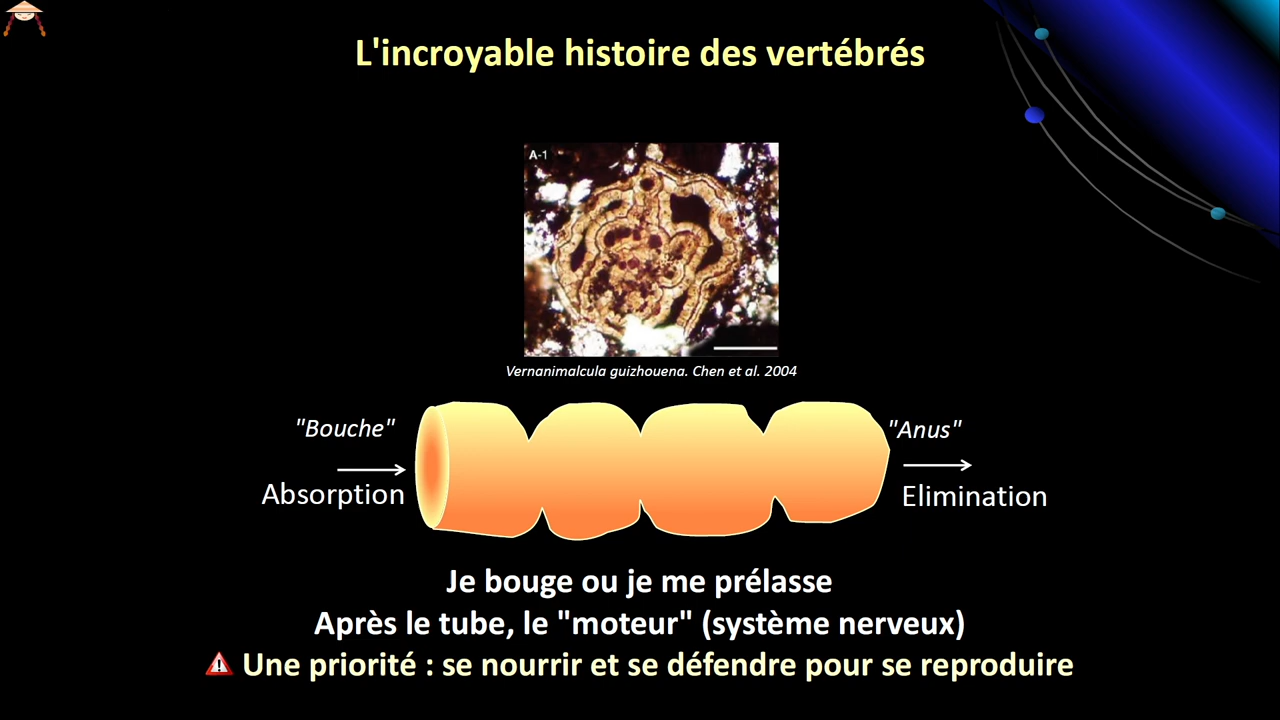 L'incroyable histoire des vertébrés
A-1
Vernanimalcula guizhouena. Chen et al. 2004
"Bouche"
"Anus"
Absorption
Elimination
Je bouge ou je me prélasse
Après le tube, le "moteur" (système nerveux)
Une priorité : se nourrir et se défendre pour se reproduire